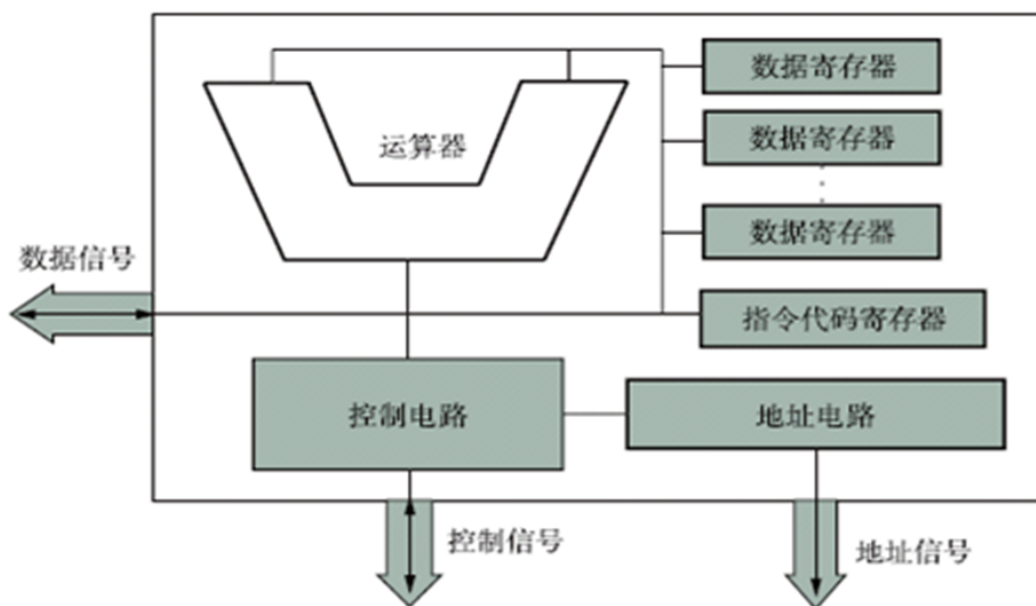 数据寄存器
运算器
数据寄存器
数据寄存器
数据信号
指令代码寄存器
控制电路
地址电路
控制信号
地址信号